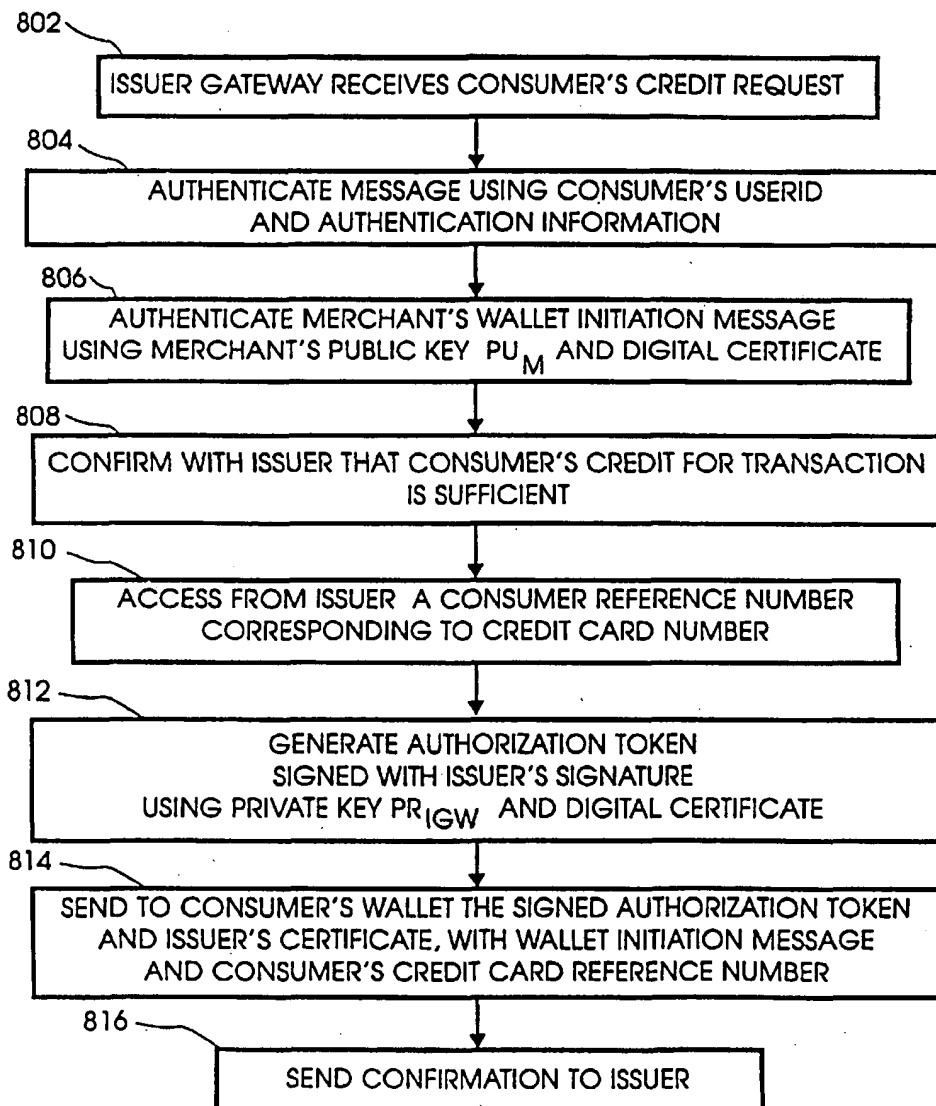 802
ISSUER GATEWAY RECEIVES CONSUMER'S CREDIT REQUEST
804
AUTHENTICATE MESSAGE USING CONSUMER'S USERID
AND AUTHENTICATION INFORMATION
806
AUTHENTICATE MERCHANT'S WALLET INITIATION MESSAGE
USING MERCHANT'S PUBLIC KEY PU_M AND DIGITAL CERTIFICATE
808
CONFIRM WITH ISSUER THAT CONSUMER'S CREDIT FOR TRANSACTION
IS SUFFICIENT
810
ACCESS FROM ISSUER A CONSUMER REFERENCE NUMBER
CORRESPONDING TO CREDIT CARD NUMBER
812
GENERATE AUTHORIZATION TOKEN
SIGNED WITH ISSUER'S SIGNATURE
USING PRIVATE KEY PR_IGW AND DIGITAL CERTIFICATE
814
SEND TO CONSUMER'S WALLET THE SIGNED AUTHORIZATION TOKEN
AND ISSUER'S CERTIFICATE, WITH WALLET INITIATION MESSAGE
AND CONSUMER'S CREDIT CARD REFERENCE NUMBER
816
SEND CONFIRMATION TO ISSUER